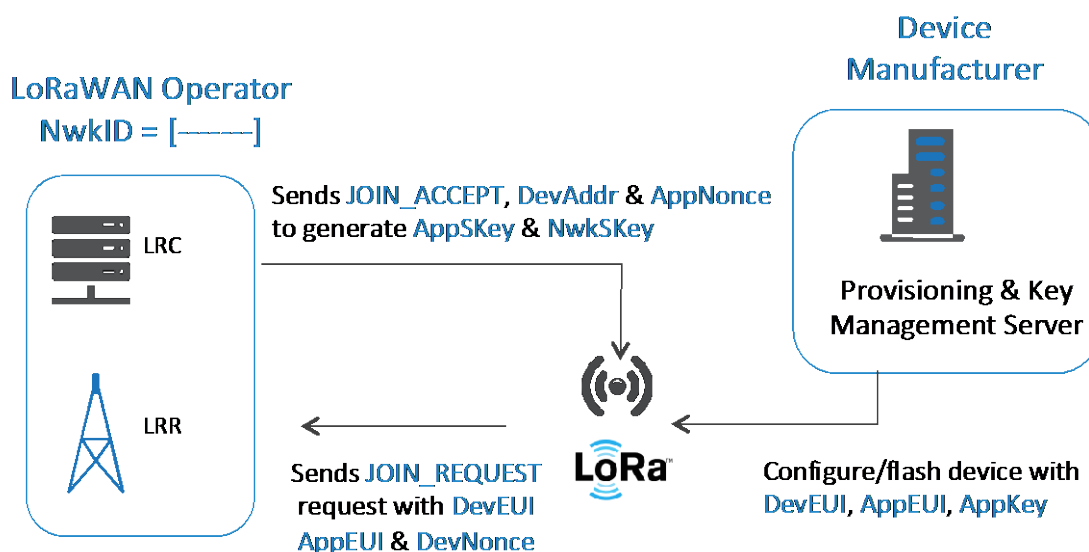 Device
Manufacturer
LoRaWAN Operator
NwkID = [------]
Sends JOIN_ACCEPT, DevAddr & AppNonce
to generate AppSKey & NwkSKey
LRC
Provisioning & Key
Management Server
LRR
LoRa™
Sends JOIN_REQUEST
request with DevEUI
AppEUI & DevNonce
Configure/flash device with
DevEUI, AppEUI, AppKey